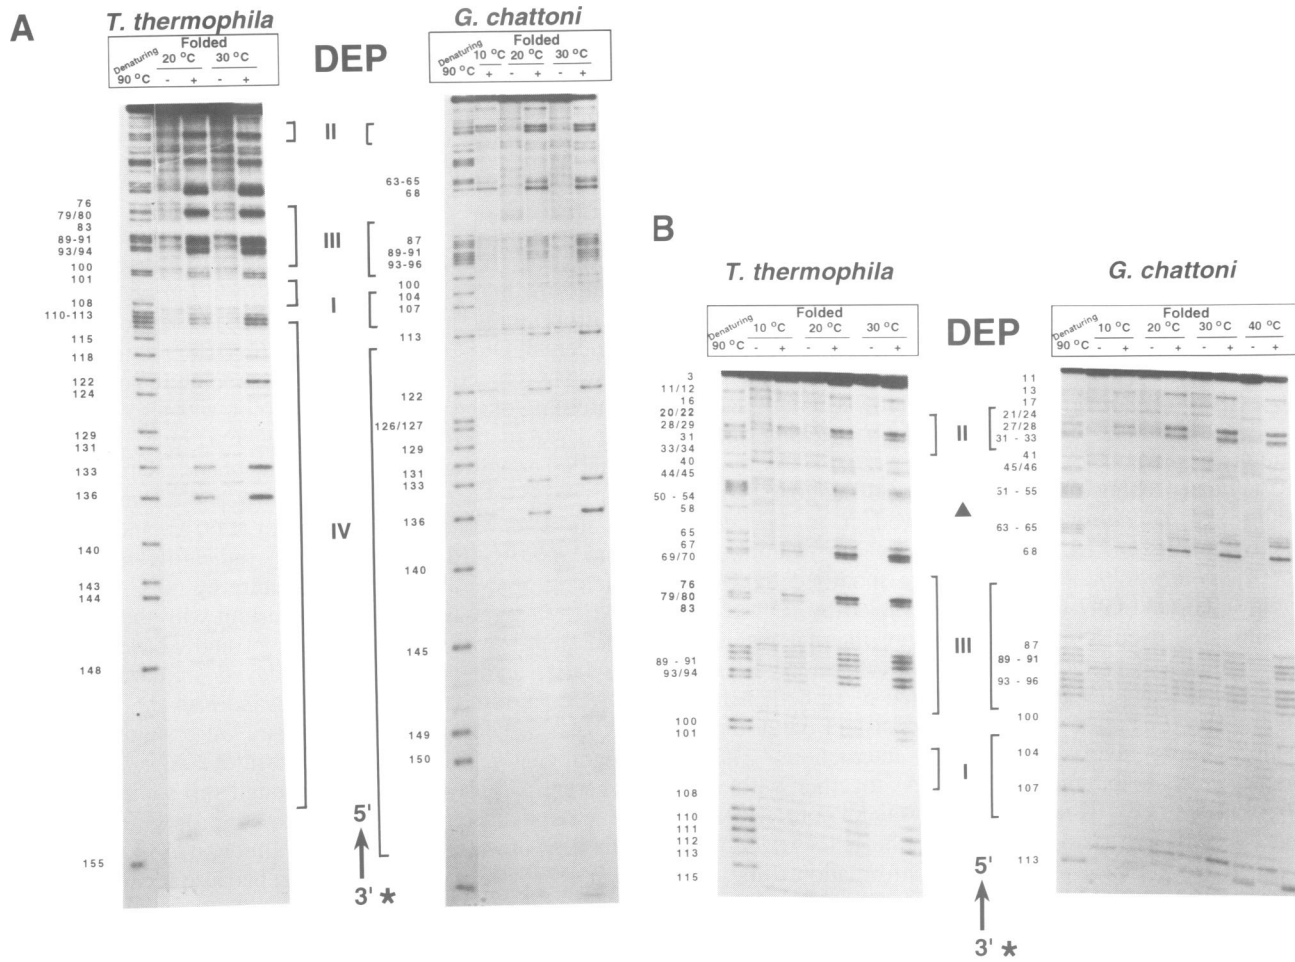 A
T. thermophila
Folded
Denaturing
20 °C 30 °C
90 °C - + - +
DEP
G. chattoni
Folded
Denaturing
10 °C 20 °C 30 °C
90 °C + - + - +
II
76
79/80
83
89-91
93/94
100
101
108
110-113
115
118
122
124
129
131
133
136
140
143
144
148
155
III
I
IV
63-65
68
87
89-91
93-96
100
104
107
113
122
126/127
129
131
133
136
140
145
149
150
5'
3' *
B
T. thermophila
Folded
Denaturing
10 °C 20 °C 30 °C
90 °C - + - + - +
DEP
G. chattoni
Folded
Denaturing
10 °C 20 °C 30 °C 40 °C
90 °C - + - + - + - +
3
11/12
16
20/22
28/29
31
33/34
40
44/45
50 - 54
58
65
67
69/70
76
79/80
83
89 - 91
93/94
100
101
108
110
111
112
113
115
II
▲
III
I
11
13
17
21/24
27/28
31 - 33
41
45/46
51 - 55
63 - 65
68
87
89 - 91
93 - 96
100
104
107
113
5'
3' *